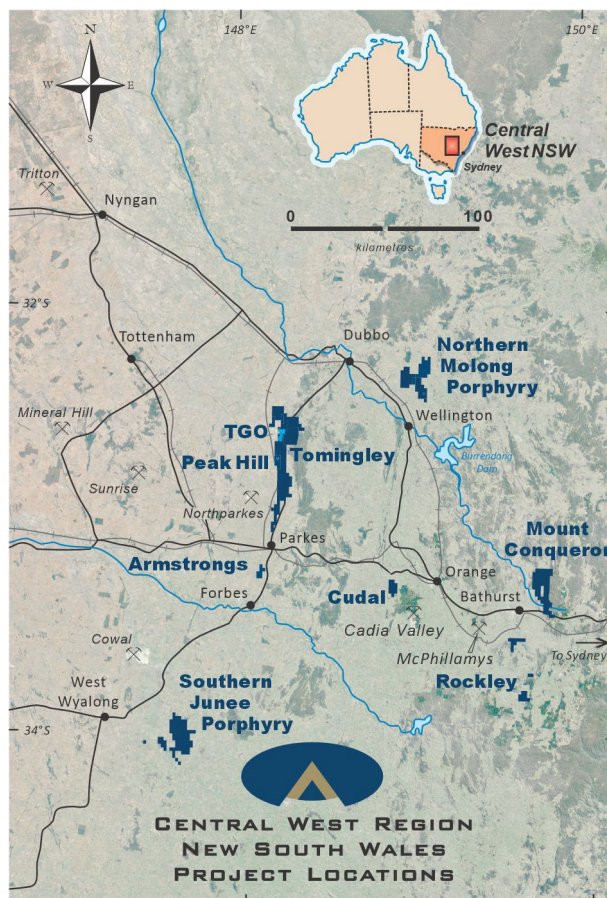 148°E
150°E
N
W
E
S
Central
West NSW
Sydney
Tritton
Nyngan
0
100
kilometres
32°S
Dubbo
Tottenham
Northern
Molong
Porphyry
Mineral Hill
Wellington
TGO
Tomingley
Peak Hill
Burrendong
Dam
Sunrise
Northparkes
Mount
Conqueror
Parkes
Armstrongs
Orange
Forbes
Cudal
Bathurst
Cadia Valley
Cowal
McPhillamys
To Sydney
West
Wyalong
Southern
Junee
Porphyry
Rockley
34°S
Central West Region
New South Wales
Project Locations